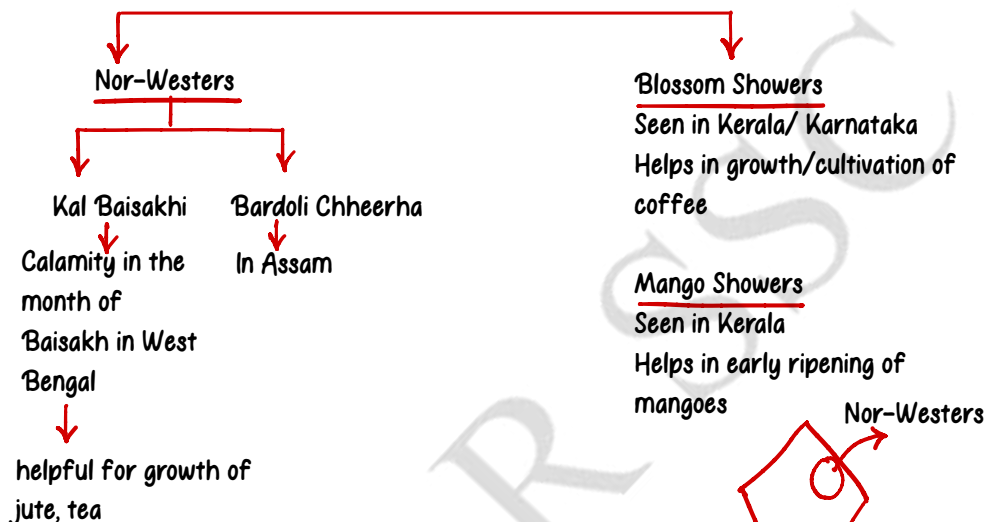 Nor-Westers
Kal Baisakhi
Calamity in the
month of
Baisakh in West
Bengal
helpful for growth of
jute, tea
Bardoli Chheerha
In Assam
Blossom Showers
Seen in Kerala/ Karnataka
Helps in growth/cultivation of
coffee
Mango Showers
Seen in Kerala
Helps in early ripening of
mangoes
Nor-Westers
RSSC